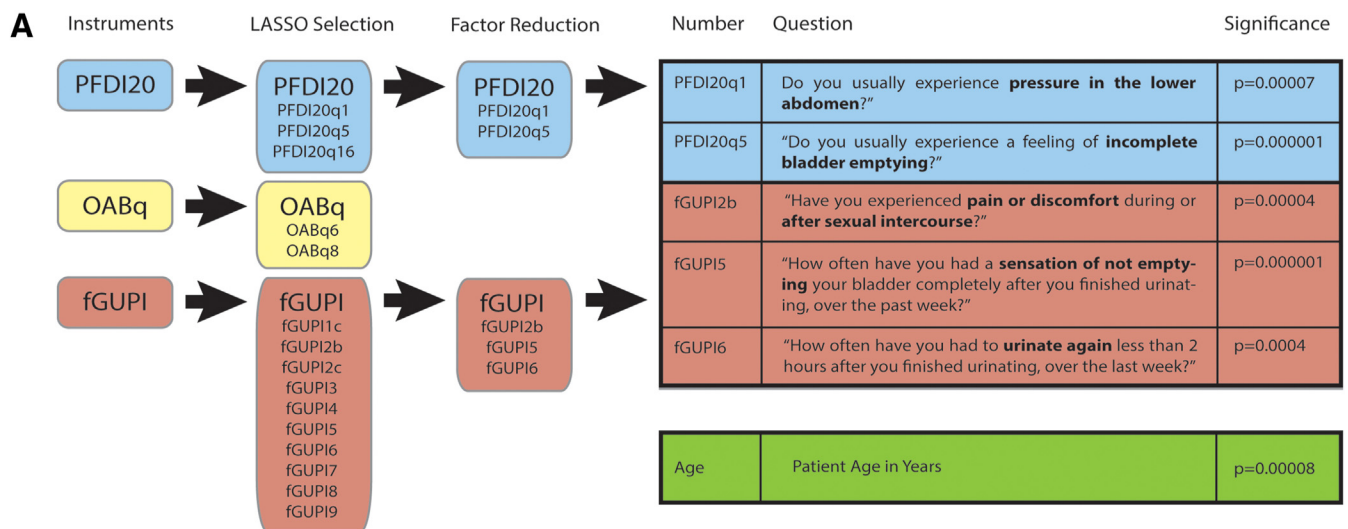 A
Instruments
LASSO Selection
Factor Reduction
Number
Question
Significance
PFDI20
PFDI20
PFDI20q1
PFDI20q5
PFDI20q16
PFDI20
PFDI20q1
PFDI20q5
OABq
OABq
OABq6
OABq8
fGUPI
fGUPI
fGUPI1c
fGUPI2b
fGUPI2c
fGUPI3
fGUPI4
fGUPI5
fGUPI6
fGUPI7
fGUPI8
fGUPI9
fGUPI
fGUPI2b
fGUPI5
fGUPI6
PFDI20q1
Do you usually experience pressure in the lower
abdomen?”
p=0.00007
PFDI20q5
“Do you usually experience a feeling of incomplete
bladder emptying?”
p=0.000001
fGUPI2b
“Have you experienced pain or discomfort during or
after sexual intercourse?”
p=0.00004
fGUPI5
“How often have you had a sensation of not empty-
ing your bladder completely after you finished urinat-
ing, over the past week?”
p=0.000001
fGUPI6
“How often have you had to urinate again less than 2
hours after you finished urinating, over the last week?”
p=0.0004
Age
Patient Age in Years
p=0.00008